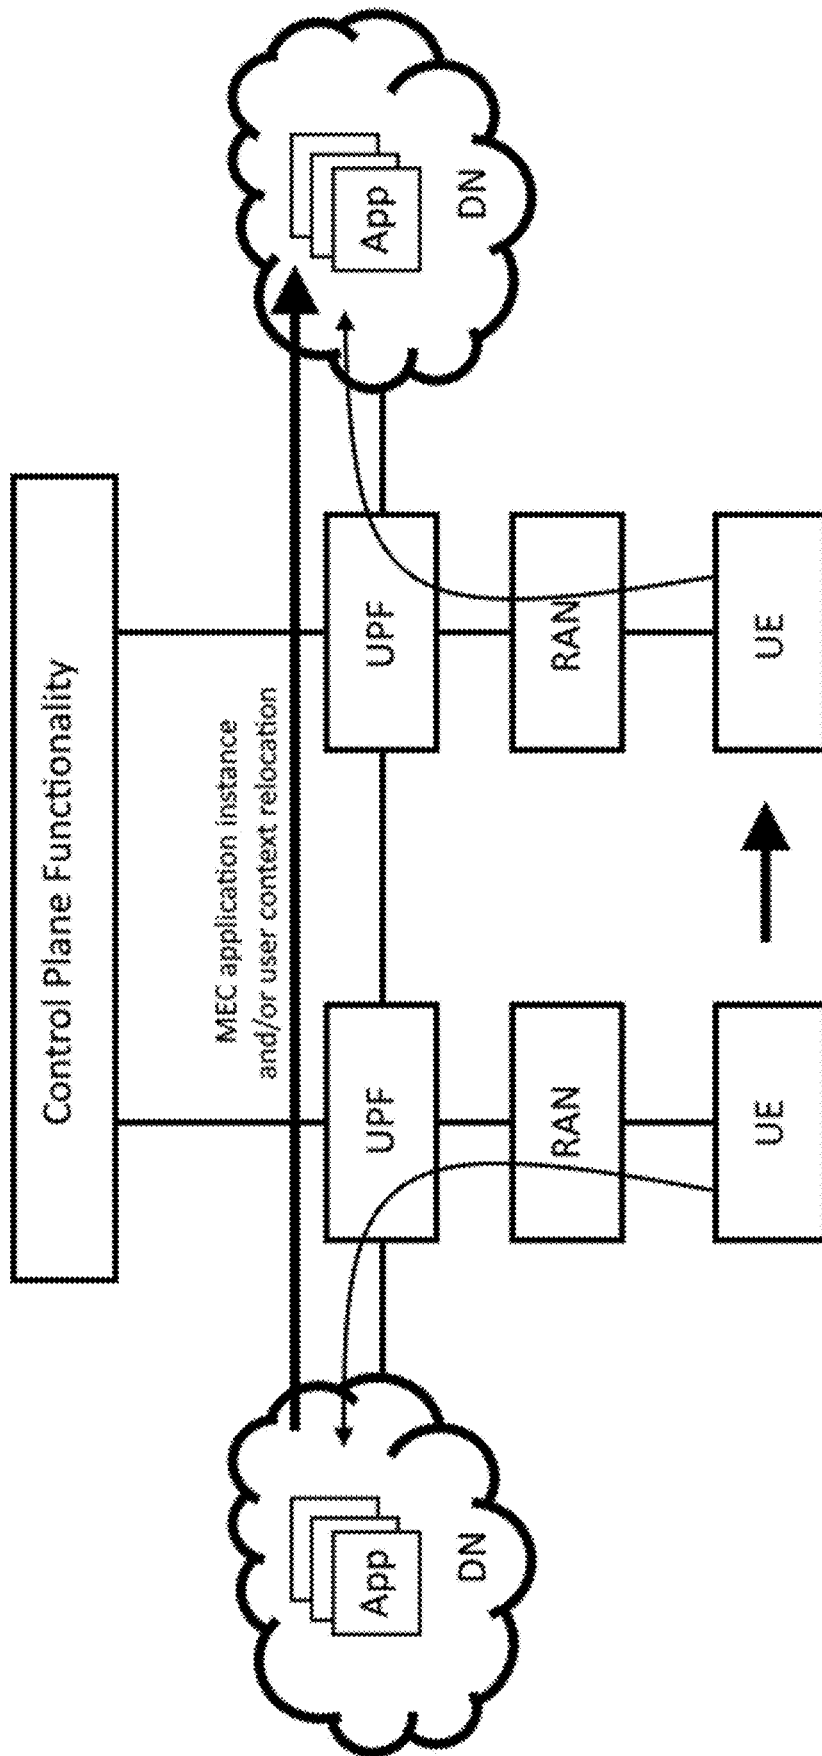 Control Plane Functionality
MEC application instance
and/or user context relocation
App
DN
UPF
UPF
App
DN
RAN
RAN
UE
UE